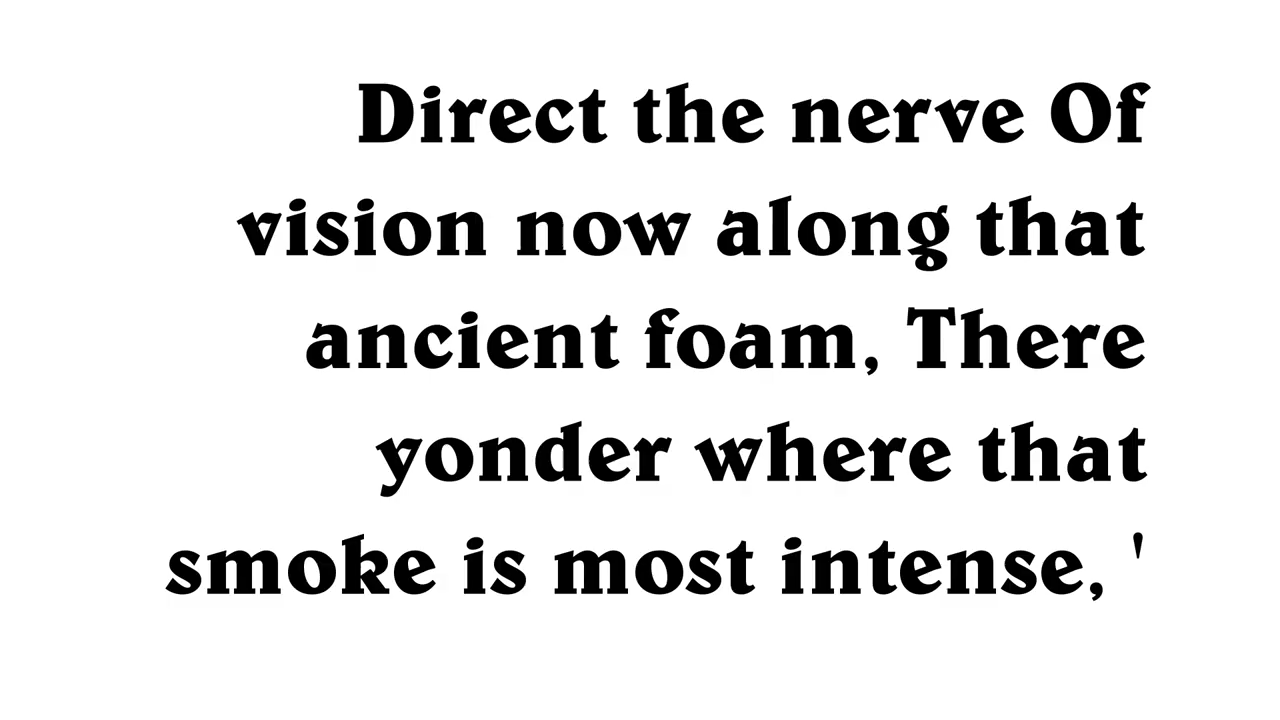 Direct the nerve Of
vision now along that
ancient foam, There
yonder where that
smoke is most intense, '